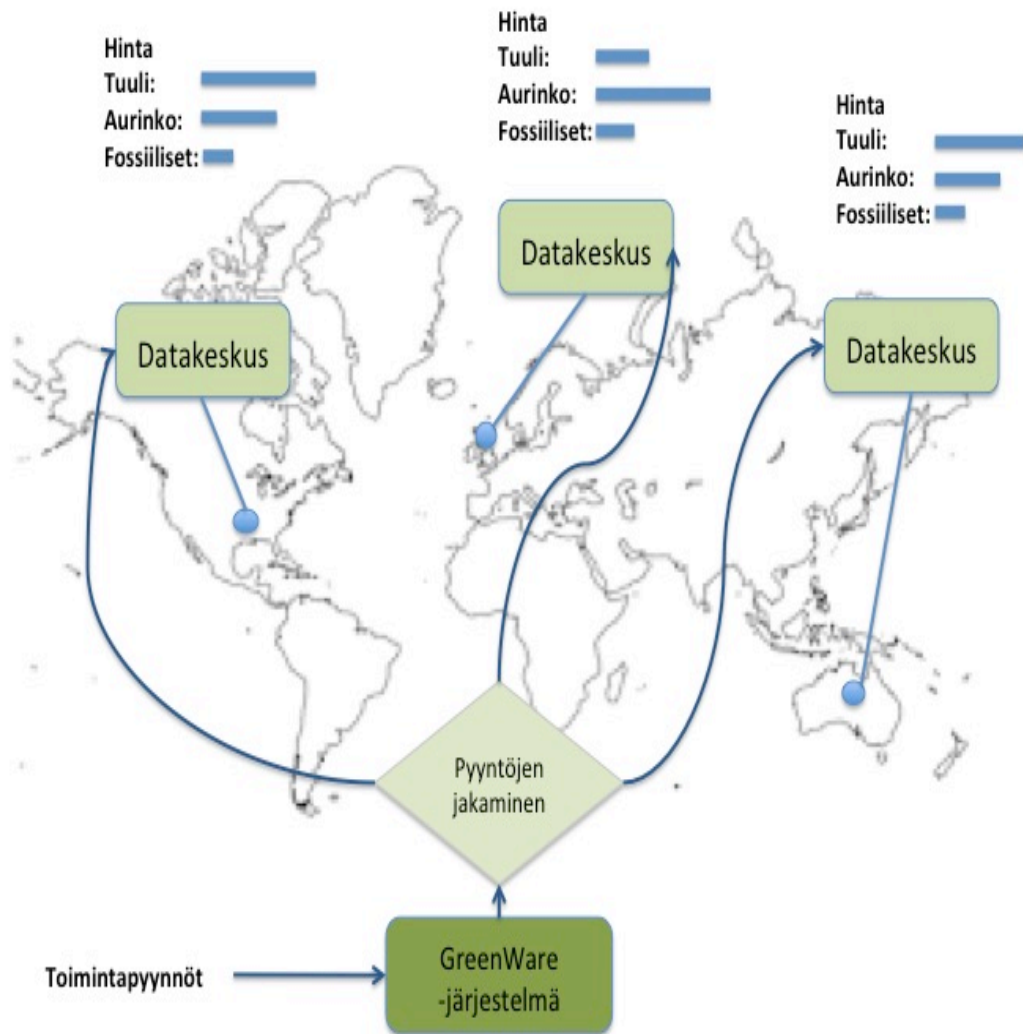 Hinta
Tuuli:
Aurinko:
Fossiiliset:
Hinta
Tuuli:
Aurinko:
Fossiiliset:
Hinta
Tuuli:
Aurinko:
Fossiiliset:
Datakeskus
Datakeskus
Datakeskus
Pyyntöjen
jakaminen
Toimintapyynnöt
GreenWare
-järjestelmä